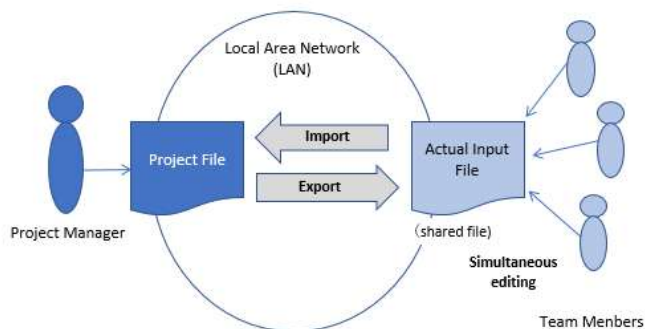 Local Area Network
(LAN)
Import
Project File
Actual Input
File
Export
Project Manager
(shared file)
Simultaneous
editing
Team Menbers